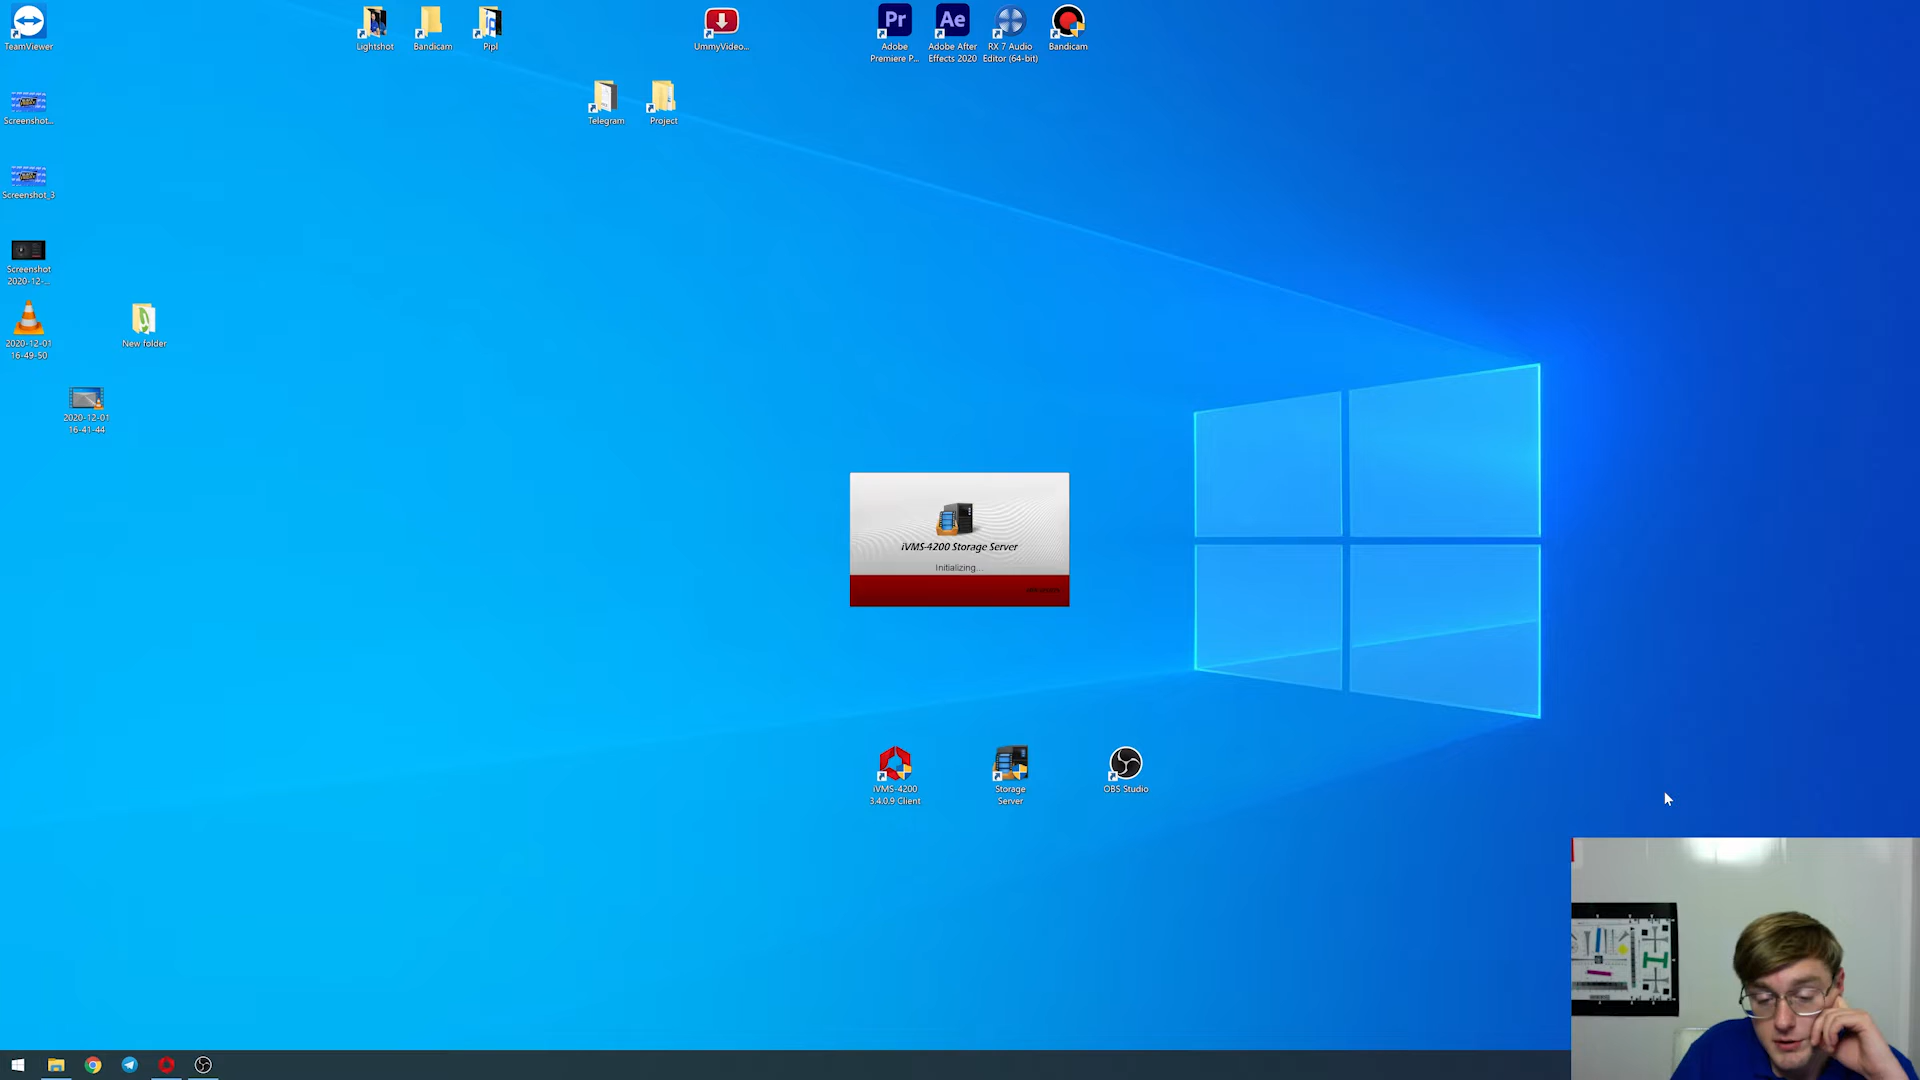 TeamViewer
Lightshot
Bandicam
Pipl
UmmyVideo...
Pr
Adobe
Premiere P...
Ae
Adobe After
Effects 2020
RX 7 Audio
Editor (64-bit)
Bandicam
Screenshot...
Telegram
Project
Screenshot_3
Screenshot
2020-12-...
2020-12-01
16-49-50
New folder
2020-12-01
16-41-44
iVMS-4200 Storage Server
Initializing...
iVMS-4200
3.4.0.9 Client
Storage
Server
OBS Studio